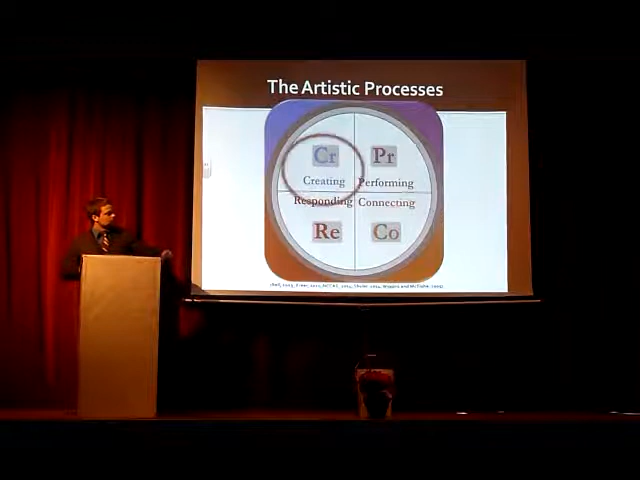 The Artistic Processes
Cr Pr
Creating Performing
Responding Connecting
Re Co